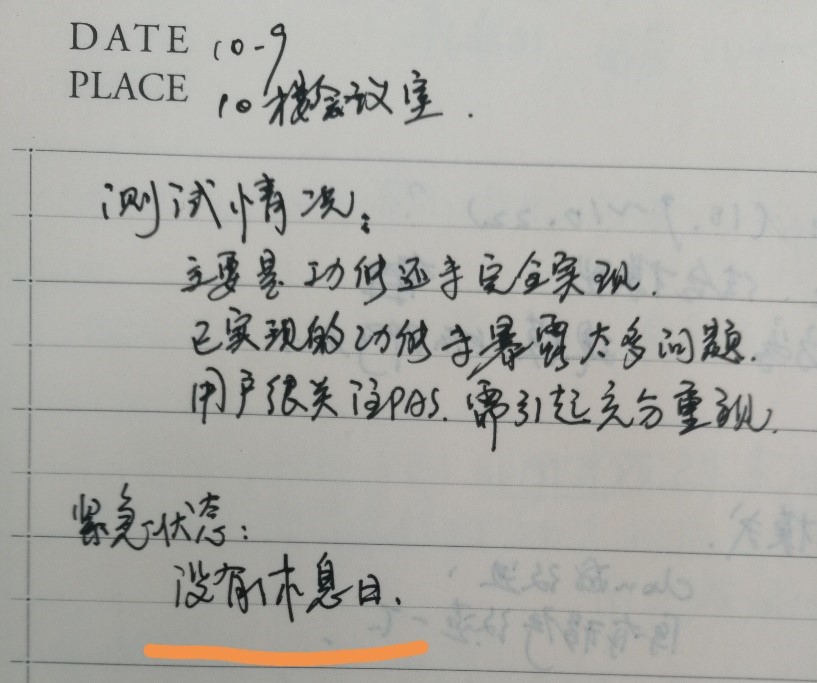 DATE 10-9
PLACE 10楼会议室.
测试情况:
主要是功能还未完全实现.
已实现的功能未暴露太多问题.
用户很关注PAS.需引起充分重视.
紧急状态:
没有休息日.